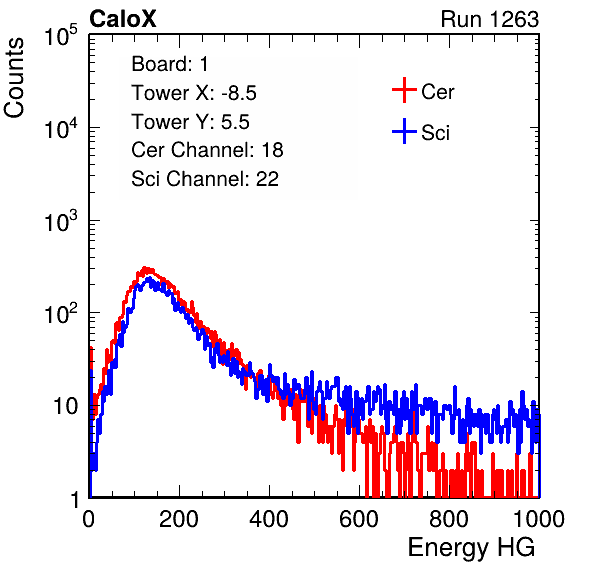 CaloX Run 1263
Counts
10^5
10^4
10^3
10^2
10
1
Board: 1
Tower X: -8.5
Tower Y: 5.5
Cer Channel: 18
Sci Channel: 22
Cer
Sci
0 200 400 600 800 1000
Energy HG